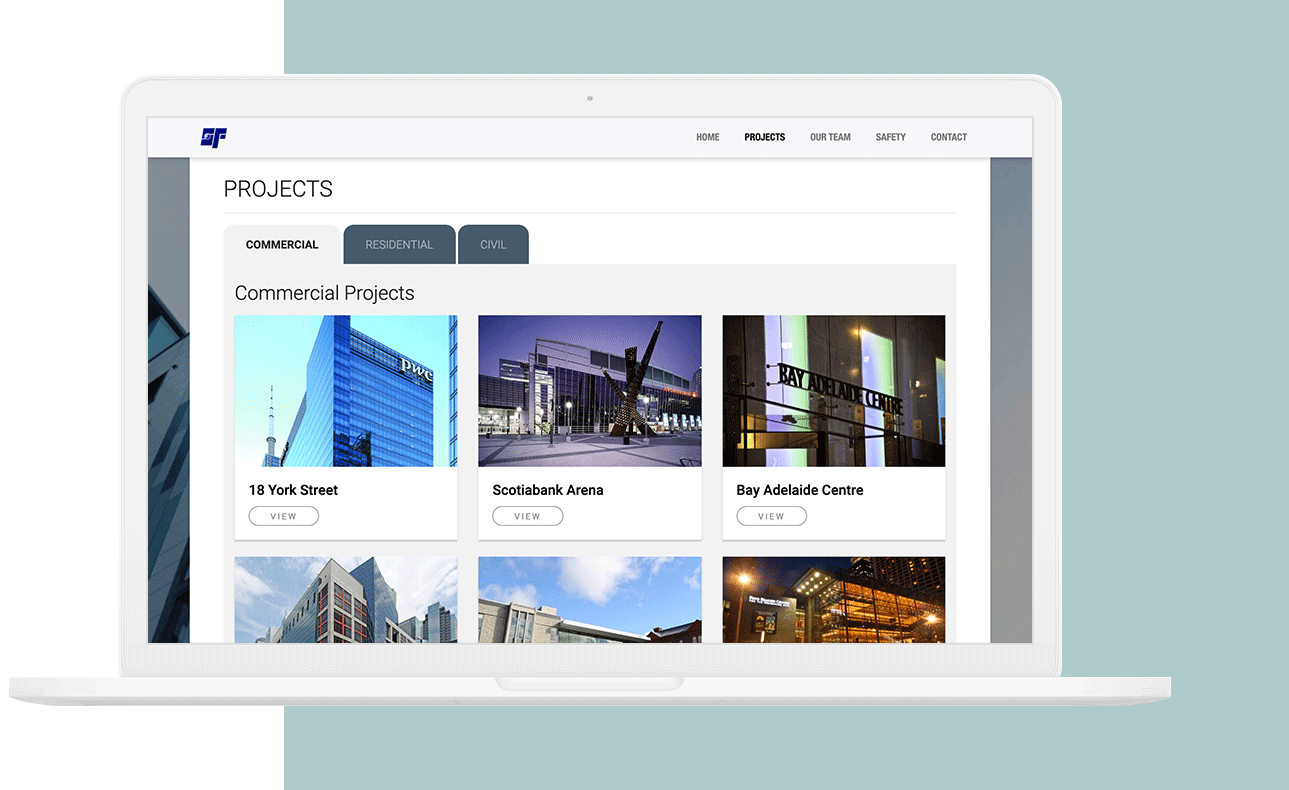 HOME PROJECTS OUR TEAM SAFETY CONTACT
PROJECTS
COMMERCIAL RESIDENTIAL CIVIL
Commercial Projects
pwc
BAY ADELAIDE CENTRE
18 York Street Scotiabank Arena Bay Adelaide Centre
VIEW VIEW VIEW